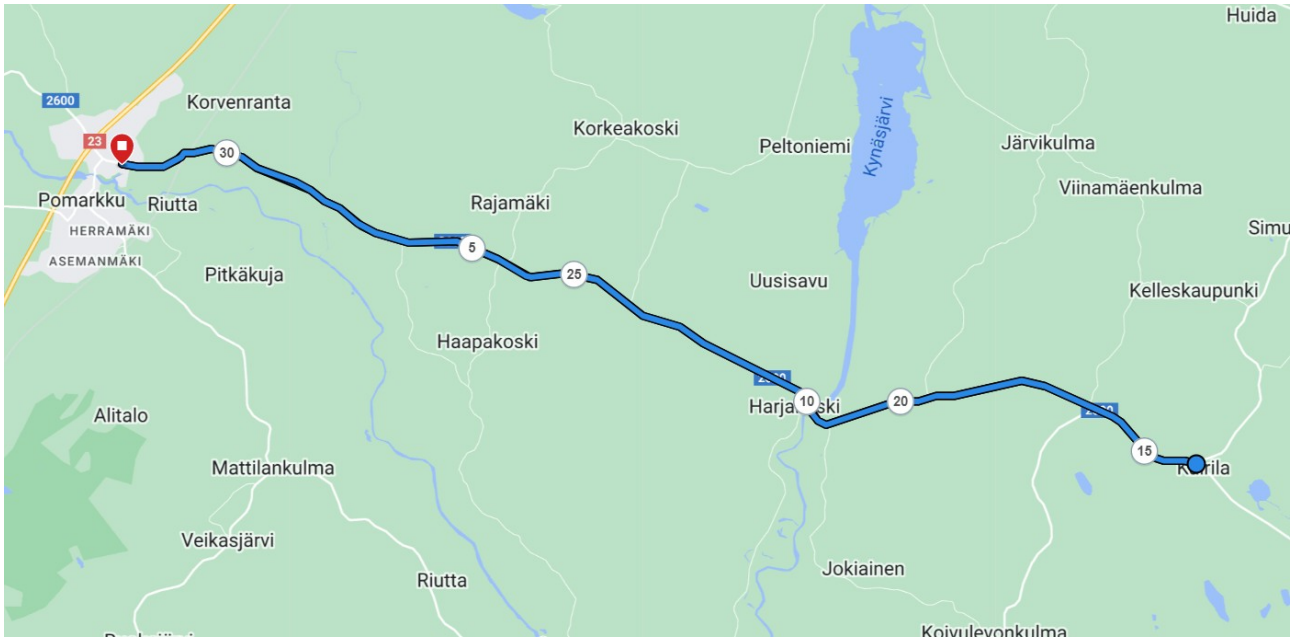 Huida
2600
Korvenranta
23
Korkeakoski
Peltoniemi
Kynäsjärvi
Järvikulma
30
Viinamäenkulma
Pomarkku
Riutta
Rajamäki
HERRAMÄKI
Simu
5
ASEMANMÄKI
Pitkäkuja
25
Uusisavu
Kelleskaupunki
Haapakoski
10
20
Alitalo
15
Mattilankulma
Veikasjärvi
Jokiainen
Riutta
Koivulevonkulma